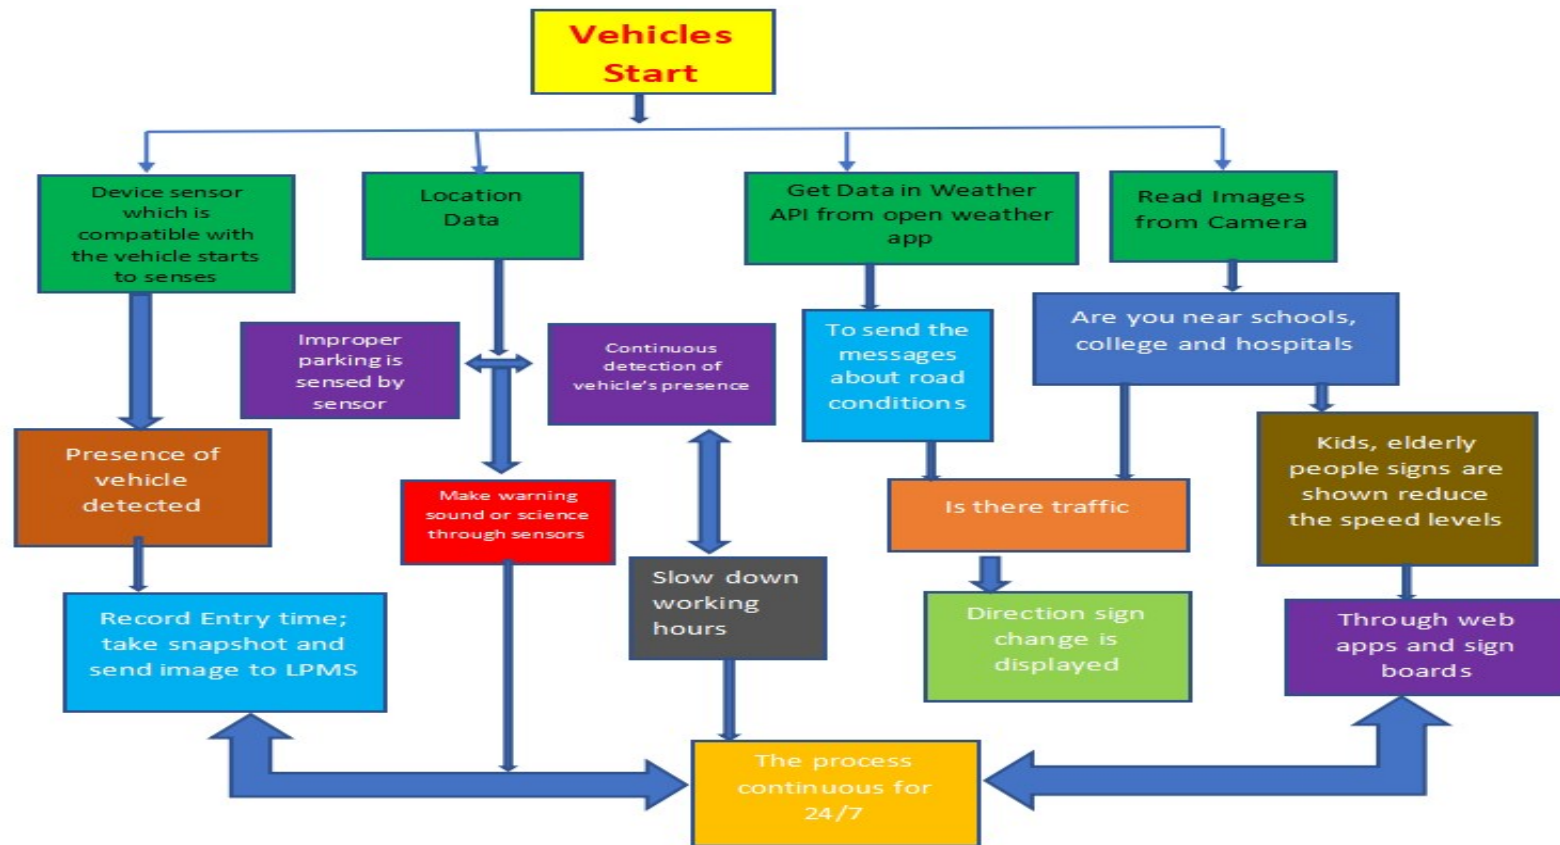 Vehicles
Start
Device sensor
which is
compatible with
the vehicle starts
to senses
Location
Data
Get Data in Weather
API from open weather
app
Read Images
from Camera
Improper
parking is
sensed by
sensor
Continuous
detection of
vehicle's presence
To send the
messages
about road
conditions
Are you near schools,
college and hospitals
Presence of
vehicle
detected
Make warning
sound or science
through sensors
Is there traffic
Kids, elderly
people signs are
shown reduce
the speed levels
Record Entry time;
take snapshot and
send image to LPMS
Slow down
working
hours
Direction sign
change is
displayed
Through web
apps and sign
boards
The process
continuous for
24/7